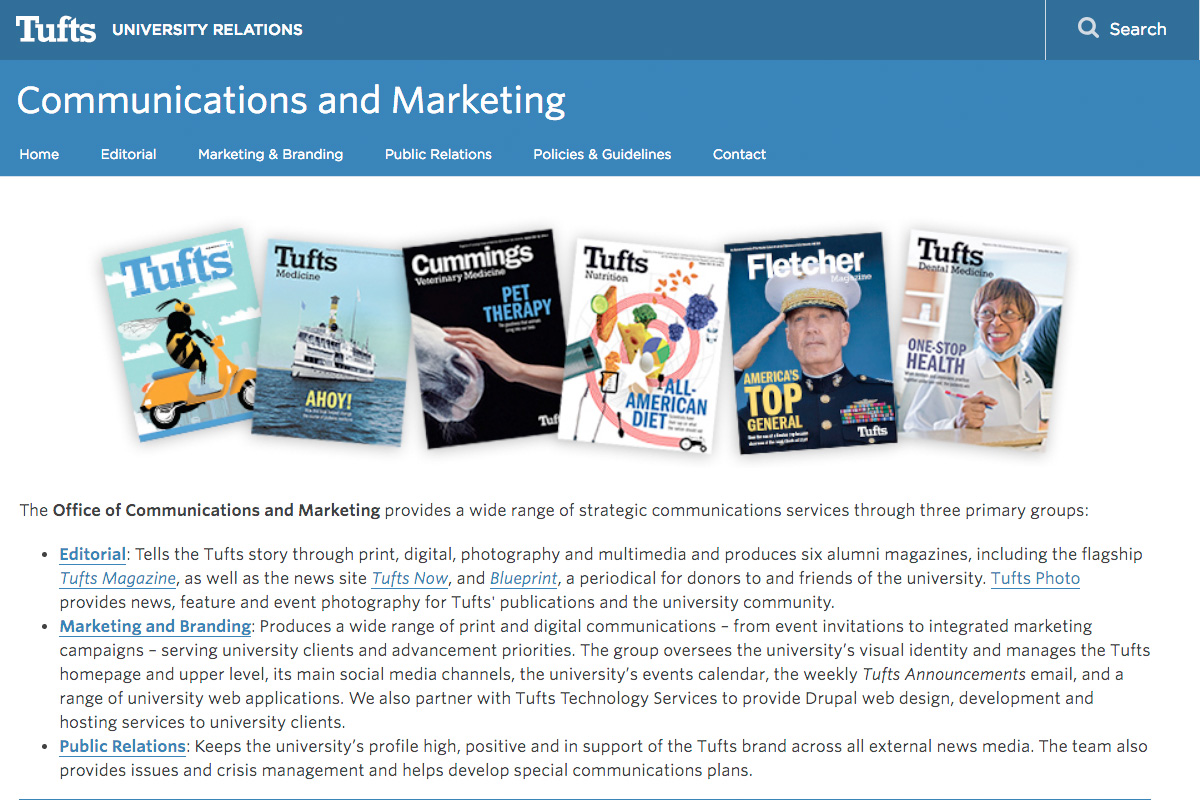 Tufts UNIVERSITY RELATIONS
Search
Communications and Marketing
Home Editorial Marketing & Branding Public Relations Policies & Guidelines Contact
Tufts
Tufts
Medicine
AHOY!
Cummings
Veterinary Medicine
PET
THERAPY
Tufts
Nutrition
ALL-
AMERICAN
DIET
Fletcher
Magazine
AMERICA'S
TOP
GENERAL
Tufts
Tufts
Dental Medicine
ONE-STOP
HEALTH
The Office of Communications and Marketing provides a wide range of strategic communications services through three primary groups:
• Editorial: Tells the Tufts story through print, digital, photography and multimedia and produces six alumni magazines, including the flagship
Tufts Magazine, as well as the news site Tufts Now, and Blueprint, a periodical for donors to and friends of the university. Tufts Photo
provides news, feature and event photography for Tufts' publications and the university community.
• Marketing and Branding: Produces a wide range of print and digital communications – from event invitations to integrated marketing
campaigns – serving university clients and advancement priorities. The group oversees the university's visual identity and manages the Tufts
homepage and upper level, its main social media channels, the university's events calendar, the weekly Tufts Announcements email, and a
range of university web applications. We also partner with Tufts Technology Services to provide Drupal web design, development and
hosting services to university clients.
• Public Relations: Keeps the university's profile high, positive and in support of the Tufts brand across all external news media. The team also
provides issues and crisis management and helps develop special communications plans.